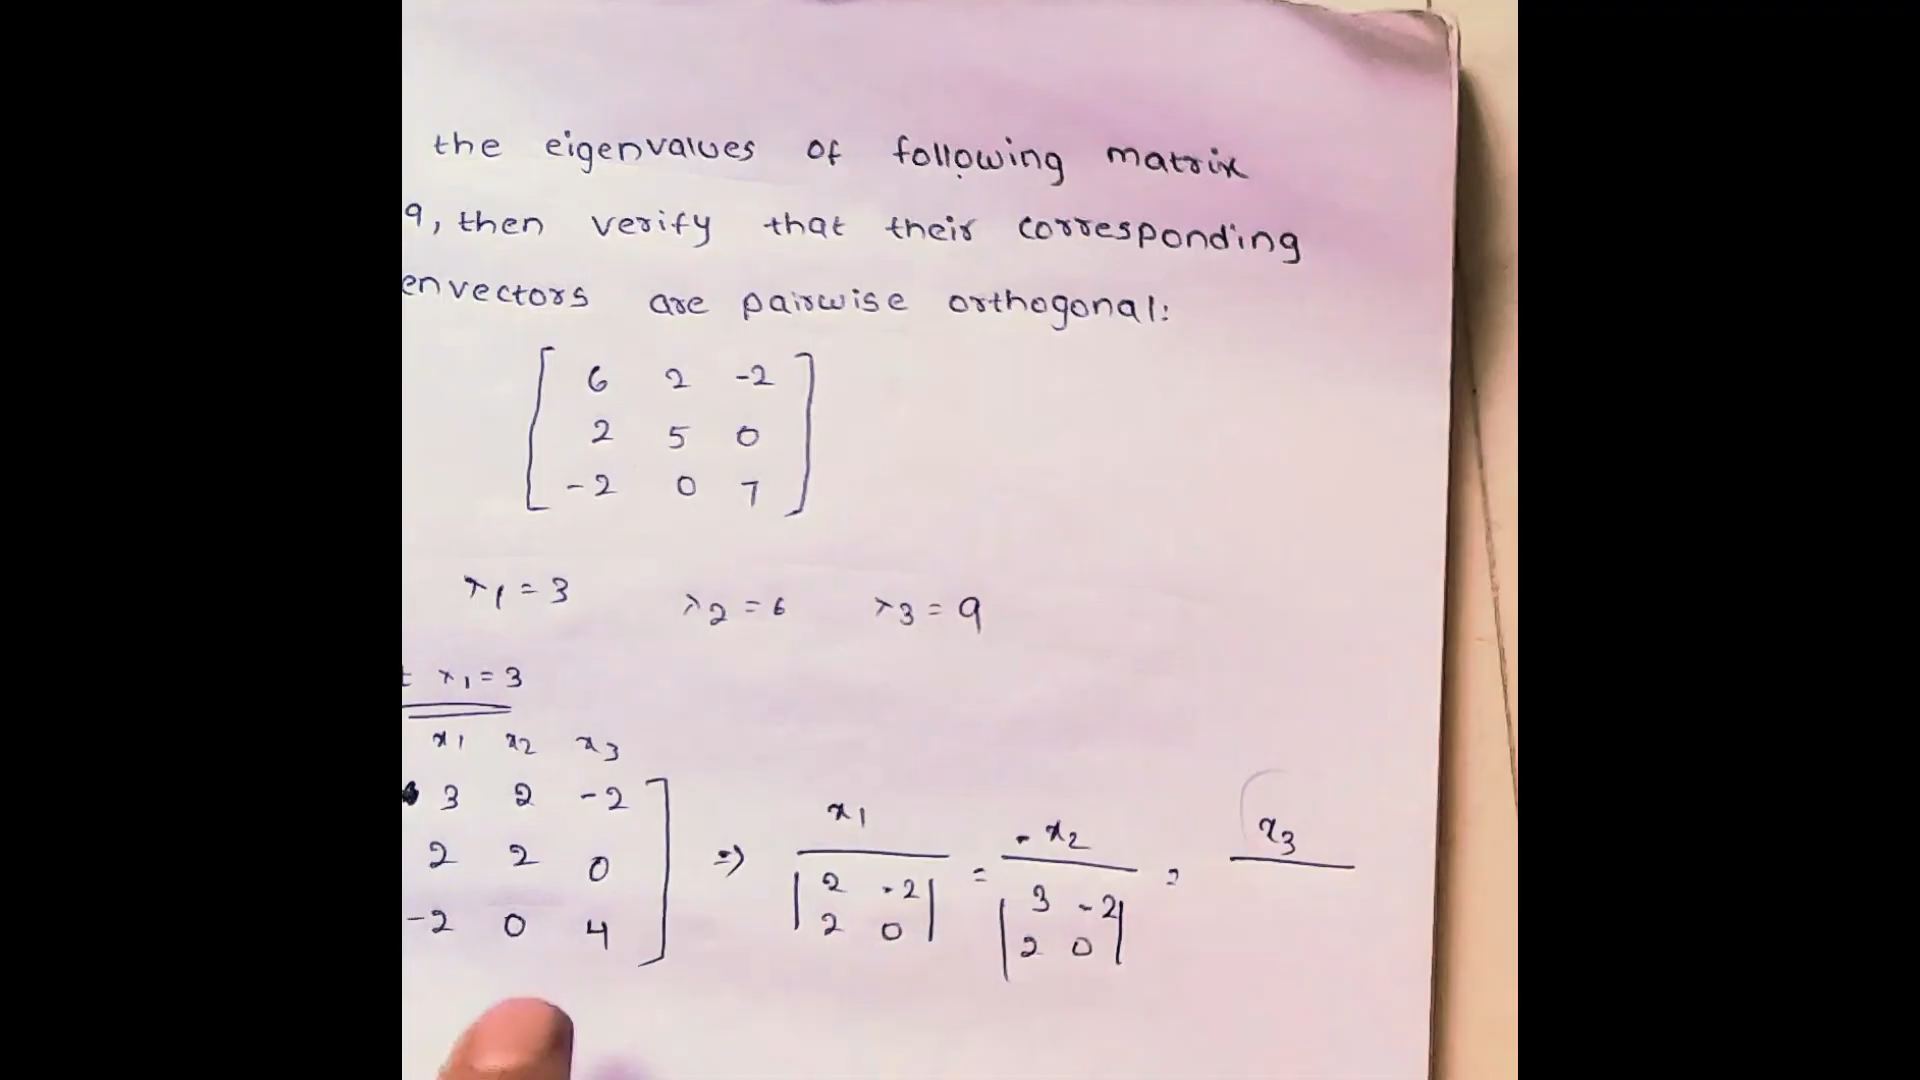 the eigenvalues of following matrix
9, then verify that their corresponding
envectors are pairwise orthogonal:
6 2 -2
2 5 0
-2 0 7
λ1 = 3 λ2 = 6 λ3 = 9
λ1 = 3
x1 x2 x3
3 2 -2
2 2 0
-2 0 4
⇒ x1 / |2 -2; 2 0| = -x2 / |3 -2; 2 0| = x3